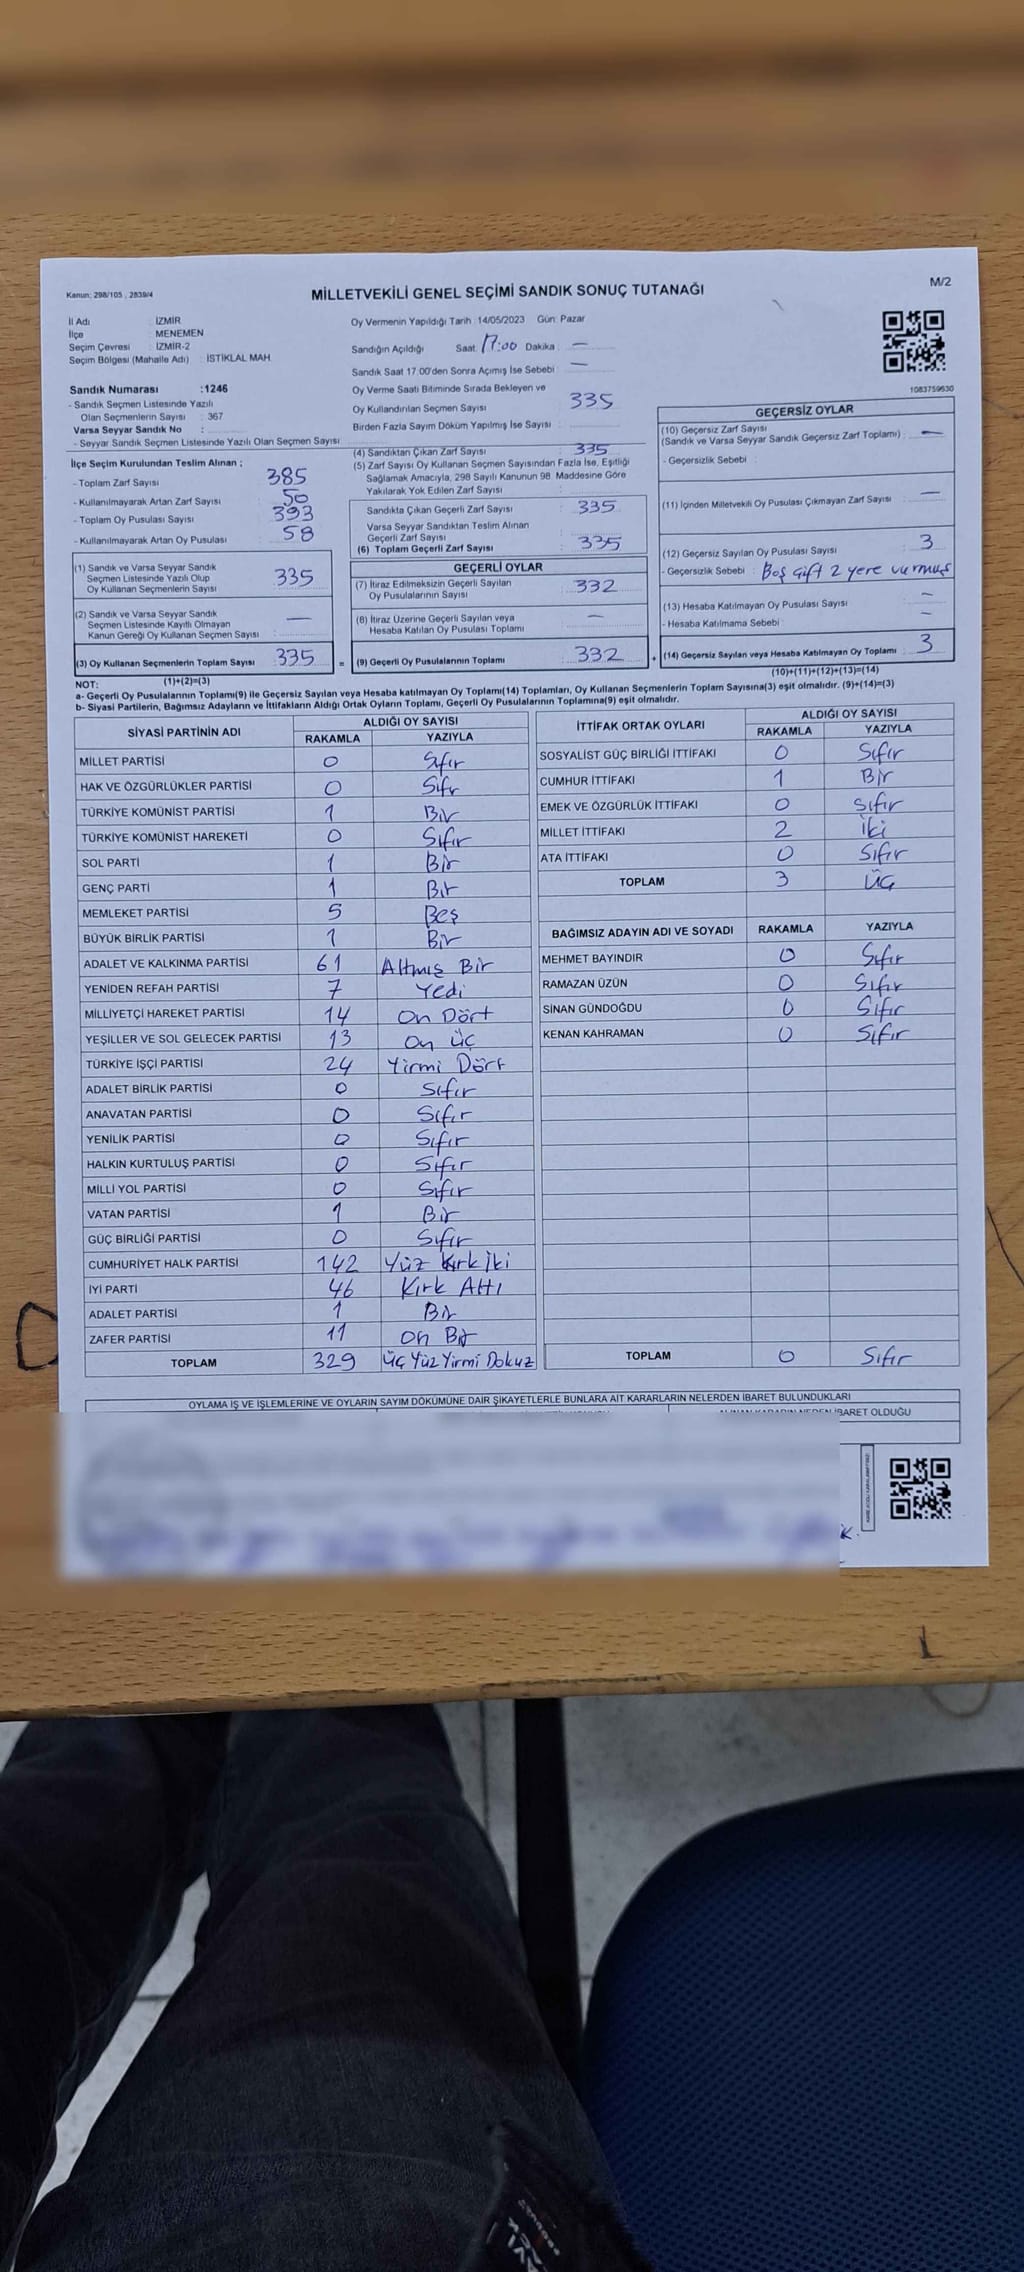 Kanun: 298/105 , 2839/4
MİLLETVEKİLİ GENEL SEÇİMİ SANDIK SONUÇ TUTANAĞI
M/2
İl Adı : İZMİR
İlçe : MENEMEN
Seçim Çevresi : İZMİR-2
Seçim Bölgesi (Mahalle Adı) : İSTİKLAL MAH
Sandık Numarası :1246
- Sandık Seçmen Listesinde Yazılı
Olan Seçmenlerin Sayısı : 367
Varsa Seyyar Sandık No :
- Seyyar Sandık Seçmen Listesinde Yazılı Olan Seçmen Sayısı
Oy Vermenin Yapıldığı Tarih :14/05/2023 Gün: Pazar
Sandığın Açıldığı Saat 17:00 Dakika : —
Sandık Saat 17.00'den Sonra Açımış İse Sebebi : —
Oy Verme Saati Bitiminde Sırada Bekleyen ve
Oy Kullandırılan Seçmen Sayısı : 335
Birden Fazla Sayım Döküm Yapılmış İse Sayısı :
1083759630
İlçe Seçim Kurulundan Teslim Alınan ;
- Toplam Zarf Sayısı : 385
- Kullanılmayarak Artan Zarf Sayısı : 50
- Toplam Oy Pusulası Sayısı : 393
- Kullanılmayarak Artan Oy Pusulası : 58
(1) Sandık ve Varsa Seyyar Sandık
Seçmen Listesinde Yazılı Olup
Oy Kullanan Seçmenlerin Sayısı : 335
(2) Sandık ve Varsa Seyyar Sandık
Seçmen Listesinde Kayıtlı Olmayan
Kanun Gereği Oy Kullanan Seçmen Sayısı : —
(3) Oy Kullanan Seçmenlerin Toplam Sayısı : 335
(1)+(2)=(3)
(4) Sandıktan Çıkan Zarf Sayısı : 335
(5) Zarf Sayısı Oy Kullanan Seçmen Sayısından Fazla İse, Eşitliği
Sağlamak Amacıyla, 298 Sayılı Kanunun 98 Maddesine Göre
Yakılarak Yok Edilen Zarf Sayısı :
Sandıkta Çıkan Geçerli Zarf Sayısı : 335
Varsa Seyyar Sandıktan Teslim Alınan
Geçerli Zarf Sayısı :
(6) Toplam Geçerli Zarf Sayısı : 335
GEÇERLİ OYLAR
(7) İtiraz Edilmeksizin Geçerli Sayılan
Oy Pusulalarının Sayısı : 332
(8) İtiraz Üzerine Geçerli Sayılan veya
Hesaba Katılan Oy Pusulası Toplamı : —
= (9) Geçerli Oy Pusulalarının Toplamı : 332
GEÇERSİZ OYLAR
(10) Geçersiz Zarf Sayısı
(Sandık ve Varsa Seyyar Sandık Geçersiz Zarf Toplamı) : —
- Geçersizlik Sebebi :
(11) İçinden Milletvekili Oy Pusulası Çıkmayan Zarf Sayısı : —
(12) Geçersiz Sayılan Oy Pusulası Sayısı : 3
- Geçersizlik Sebebi : Boş Çift 2 yere vurmuş
(13) Hesaba Katılmayan Oy Pusulası Sayısı : —
- Hesaba Katılmama Sebebi : —
+ (14) Geçersiz Sayılan veya Hesaba Katılmayan Oy Toplamı : 3
(10)+(11)+(12)+(13)=(14)
NOT:
a- Geçerli Oy Pusulalarının Toplamı(9) ile Geçersiz Sayılan veya Hesaba katılmayan Oy Toplamı(14) Toplamları, Oy Kullanan Seçmenlerin Toplam Sayısına(3) eşit olmalıdır. (9)+(14)=(3)
b- Siyasi Partilerin, Bağımsız Adayların ve İttifakların Aldığı Oyların Toplamı, Geçerli Oy Pusulalarının Toplamına(9) eşit olmalıdır.
SİYASİ PARTİNİN ADI ALDIĞI OY SAYISI
RAKAMLA YAZIYLA
MİLLET PARTİSİ 0 Sıfır
HAK VE ÖZGÜRLÜKLER PARTİSİ 0 Sıfr
TÜRKİYE KOMÜNİST PARTİSİ 1 Bir
TÜRKİYE KOMÜNİST HAREKETİ 0 Sıfır
SOL PARTİ 1 Bir
GENÇ PARTİ 1 Bir
MEMLEKET PARTİSİ 5 Beş
BÜYÜK BİRLİK PARTİSİ 1 Bir
ADALET VE KALKINMA PARTİSİ 61 Altmış Bir
YENİDEN REFAH PARTİSİ 7 Yedi
MİLLİYETÇİ HAREKET PARTİSİ 14 On Dört
YEŞİLLER VE SOL GELECEK PARTİSİ 13 On üç
TÜRKİYE İŞÇİ PARTİSİ 24 Yirmi Dört
ADALET BİRLİK PARTİSİ 0 Sıfır
ANAVATAN PARTİSİ 0 Sıfır
YENİLİK PARTİSİ 0 Sıfır
HALKIN KURTULUŞ PARTİSİ 0 Sıfır
MİLLİ YOL PARTİSİ 0 Sıfır
VATAN PARTİSİ 1 Bir
GÜÇ BİRLİĞİ PARTİSİ 0 Sıfır
CUMHURİYET HALK PARTİSİ 142 Yüz Kırk İki
İYİ PARTİ 46 Kırk Altı
ADALET PARTİSİ 1 Bir
ZAFER PARTİSİ 11 On Bir
TOPLAM 329 Üç Yüz Yirmi Dokuz
İTTİFAK ORTAK OYLARI ALDIĞI OY SAYISI
RAKAMLA YAZIYLA
SOSYALİST GÜÇ BİRLİĞİ İTTİFAKI 0 Sıfır
CUMHUR İTTİFAKI 1 Bir
EMEK VE ÖZGÜRLÜK İTTİFAKI 0 Sıfır
MİLLET İTTİFAKI 2 İki
ATA İTTİFAKI 0 Sıfır
TOPLAM 3 Üç
BAĞIMSIZ ADAYIN ADI VE SOYADI RAKAMLA YAZIYLA
MEHMET BAYINDIR 0 Sıfır
RAMAZAN ÜZÜN 0 Sıfır
SİNAN GÜNDOĞDU 0 Sıfır
KENAN KAHRAMAN 0 Sıfır
TOPLAM 0 Sıfır
OYLAMA İŞ VE İŞLEMLERİNE VE OYLARIN SAYIM DÖKÜMÜNE DAİR ŞİKAYETLERLE BUNLARA AİT KARARLARIN NELERDEN İBARET BULUNDUKLARI
İBARET OLDUĞU